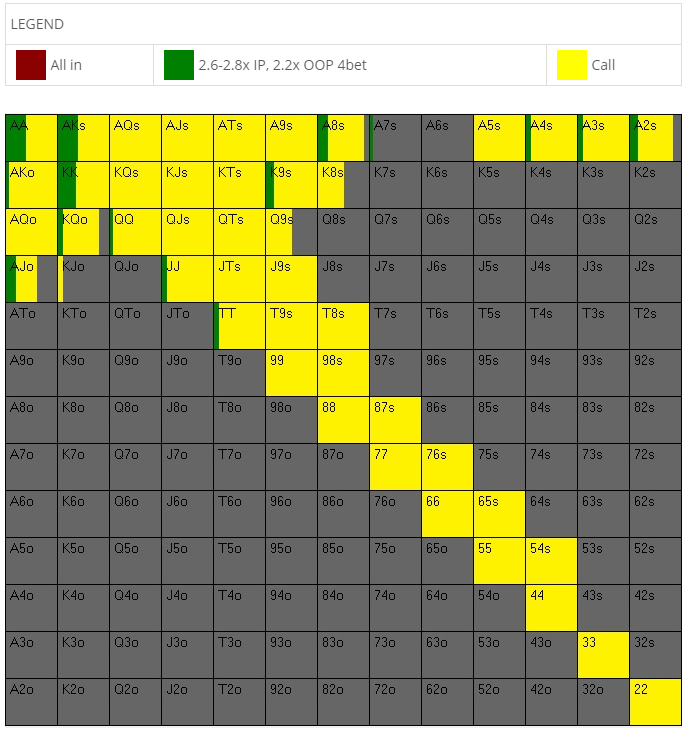 LEGEND
All in 2.6-2.8x IP, 2.2x OOP 4bet Call
AA AKs AQs AJs ATs A9s A8s A7s A6s A5s A4s A3s A2s
AKo KK KQs KJs KTs K9s K8s K7s K6s K5s K4s K3s K2s
AQo KQo QQ QJs QTs Q9s Q8s Q7s Q6s Q5s Q4s Q3s Q2s
AJo KJo QJo JJ JTs J9s J8s J7s J6s J5s J4s J3s J2s
ATo KTo QTo JTo TT T9s T8s T7s T6s T5s T4s T3s T2s
A9o K9o Q9o J9o T9o 99 98s 97s 96s 95s 94s 93s 92s
A8o K8o Q8o J8o T8o 98o 88 87s 86s 85s 84s 83s 82s
A7o K7o Q7o J7o T7o 97o 87o 77 76s 75s 74s 73s 72s
A6o K6o Q6o J6o T6o 96o 86o 76o 66 65s 64s 63s 62s
A5o K5o Q5o J5o T5o 95o 85o 75o 65o 55 54s 53s 52s
A4o K4o Q4o J4o T4o 94o 84o 74o 64o 54o 44 43s 42s
A3o K3o Q3o J3o T3o 93o 83o 73o 63o 53o 43o 33 32s
A2o K2o Q2o J2o T2o 92o 82o 72o 62o 52o 42o 32o 22